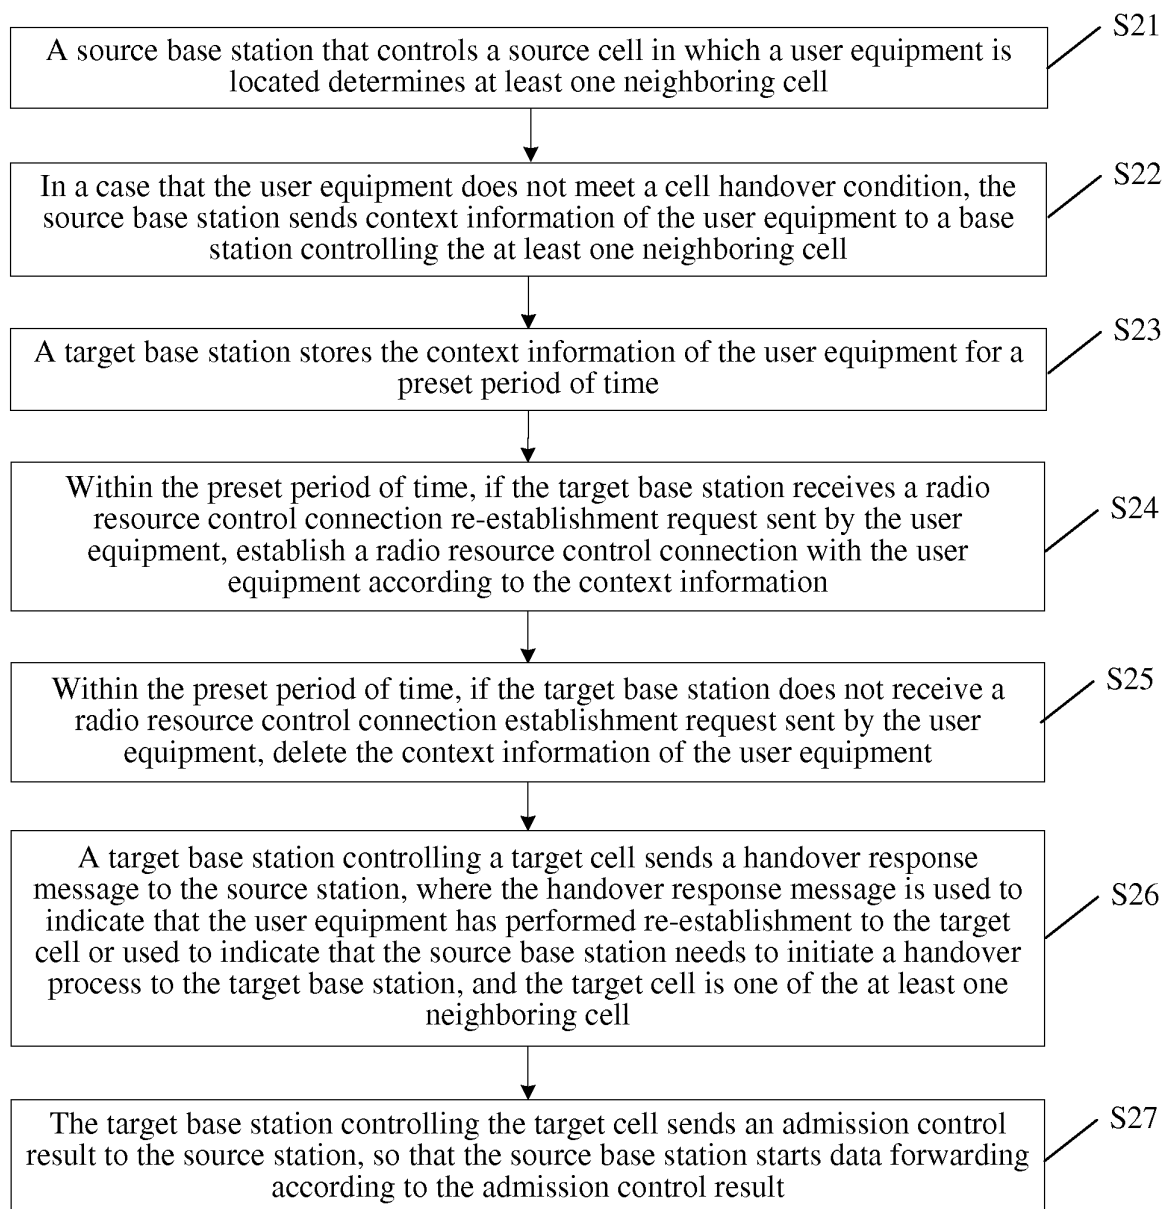 S21
A source base station that controls a source cell in which a user equipment is
located determines at least one neighboring cell
S22
In a case that the user equipment does not meet a cell handover condition, the
source base station sends context information of the user equipment to a base
station controlling the at least one neighboring cell
S23
A target base station stores the context information of the user equipment for a
preset period of time
S24
Within the preset period of time, if the target base station receives a radio
resource control connection re-establishment request sent by the user
equipment, establish a radio resource control connection with the user
equipment according to the context information
S25
Within the preset period of time, if the target base station does not receive a
radio resource control connection establishment request sent by the user
equipment, delete the context information of the user equipment
S26
A target base station controlling a target cell sends a handover response
message to the source station, where the handover response message is used to
indicate that the user equipment has performed re-establishment to the target
cell or used to indicate that the source base station needs to initiate a handover
process to the target base station, and the target cell is one of the at least one
neighboring cell
S27
The target base station controlling the target cell sends an admission control
result to the source station, so that the source base station starts data forwarding
according to the admission control result